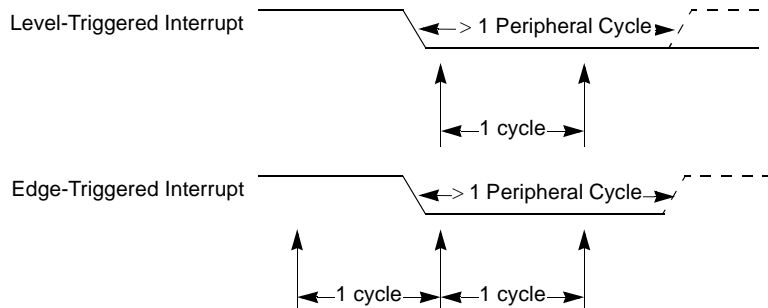 Level-Triggered Interrupt
> 1 Peripheral Cycle
1 cycle
Edge-Triggered Interrupt
> 1 Peripheral Cycle
1 cycle
1 cycle